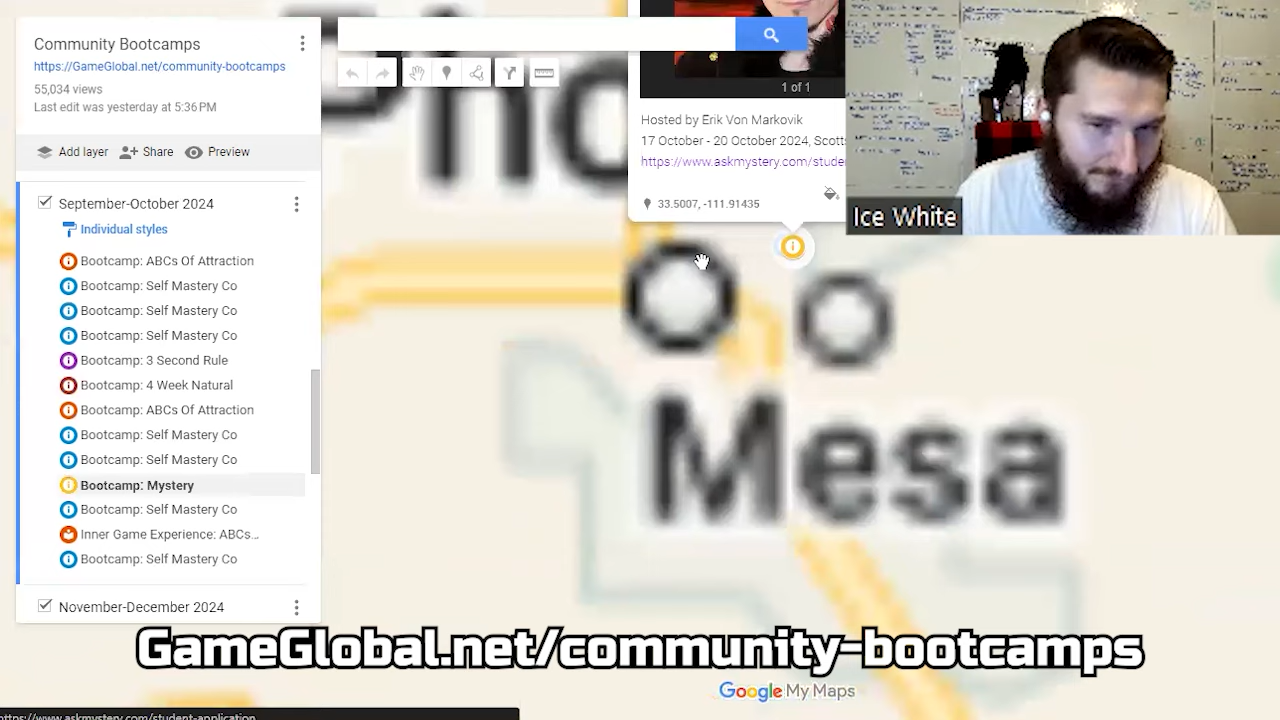 Community Bootcamps
https://GameGlobal.net/community-bootcamps
55,034 views
Last edit was yesterday at 5:36 PM
Add layer
Share
Preview
September-October 2024
Individual styles
Bootcamp: ABCs Of Attraction
Bootcamp: Self Mastery Co
Bootcamp: Self Mastery Co
Bootcamp: Self Mastery Co
Bootcamp: 3 Second Rule
Bootcamp: 4 Week Natural
Bootcamp: ABCs Of Attraction
Bootcamp: Self Mastery Co
Bootcamp: Self Mastery Co
Bootcamp: Mystery
Bootcamp: Self Mastery Co
Inner Game Experience: ABCs...
Bootcamp: Self Mastery Co
November-December 2024
Pho
1 of 1
Hosted by Erik Von Markovik
17 October - 20 October 2024, Scott
https://www.askmystery.com/stude
33.5007, -111.91435
Ice White
Mesa
GameGlobal.net/community-bootcamps
Google My Maps
https://www.askmystery.com/student-application